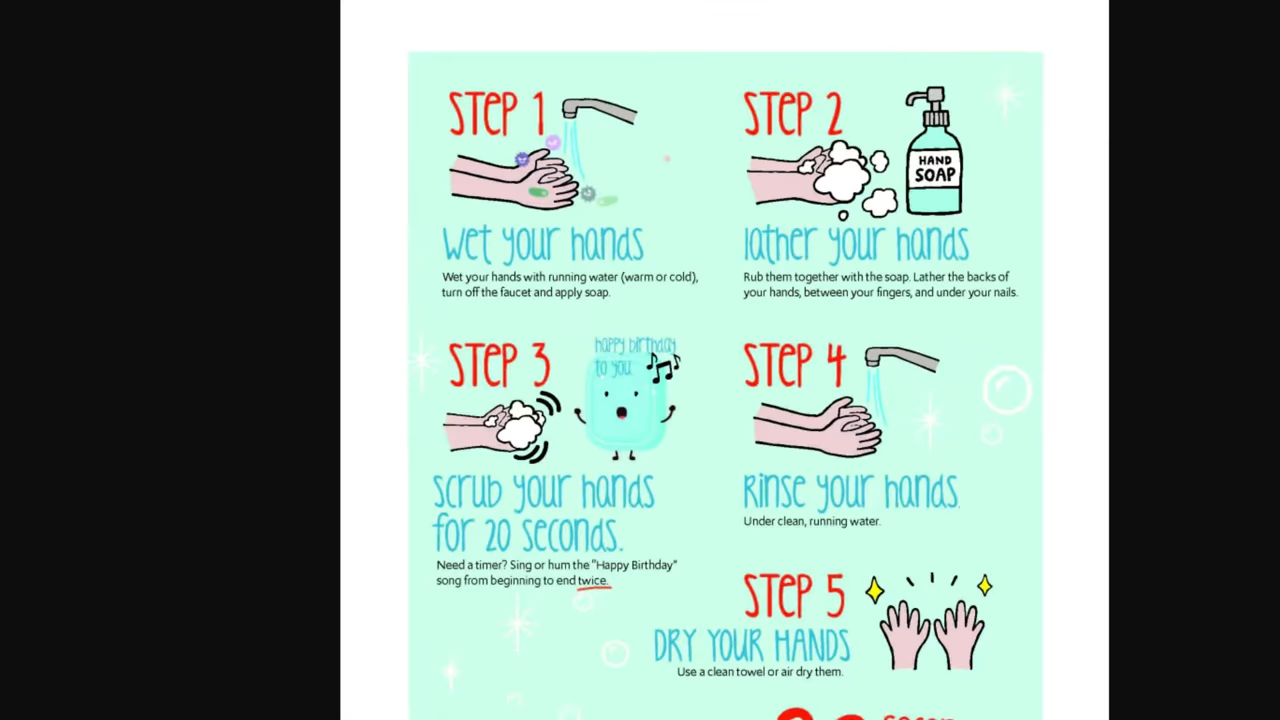 STEP 1
wet your hands
Wet your hands with running water (warm or cold),
turn off the faucet and apply soap.
STEP 2
HAND
SOAP
lather your hands
Rub them together with the soap. Lather the backs of
your hands, between your fingers, and under your nails.
STEP 3
happy birthday
to you
scrub your hands
for 20 seconds.
Need a timer? Sing or hum the "Happy Birthday"
song from beginning to end twice.
STEP 4
Rinse your hands.
Under clean, running water.
STEP 5
DRY YOUR HANDS
Use a clean towel or air dry them.